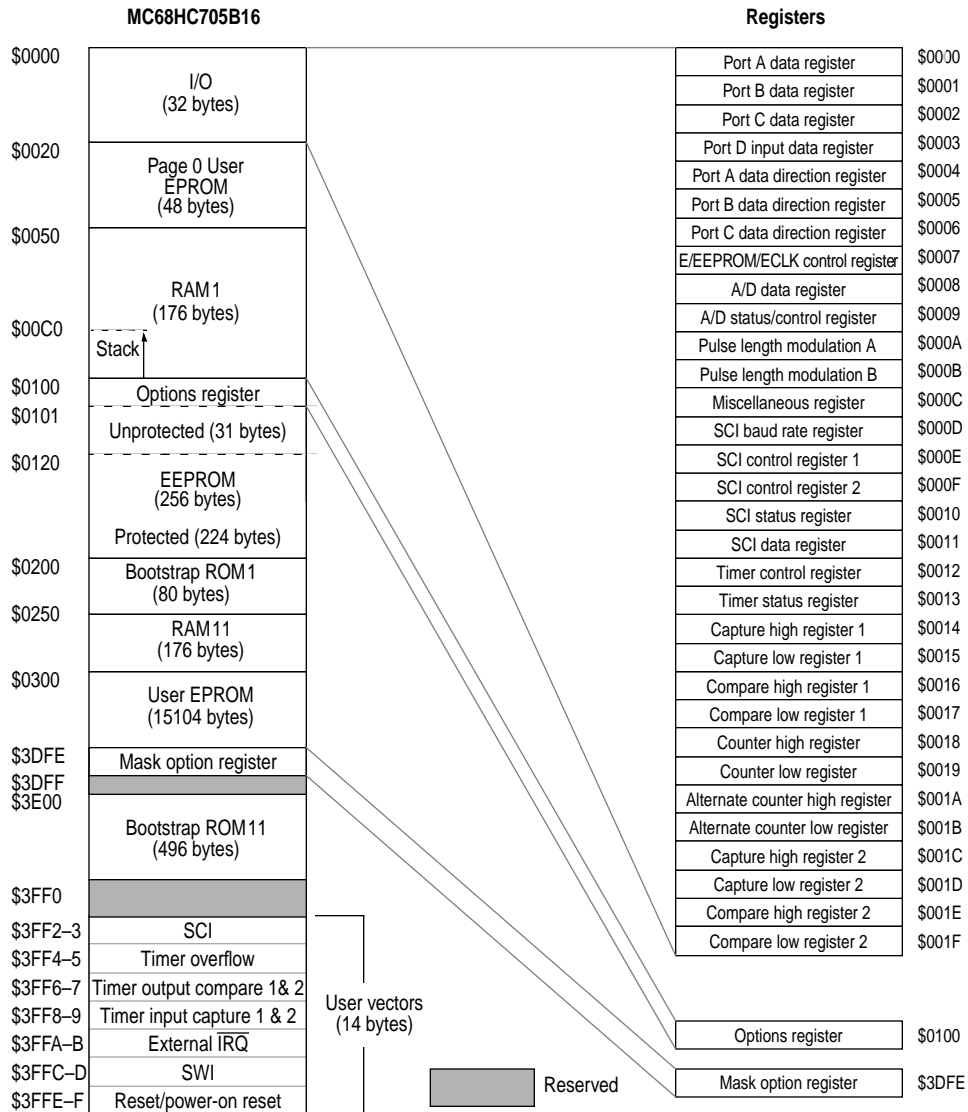 MC68HC705B16
Registers
$0000
I/O
(32 bytes)
$0020
Page 0 User
EPROM
(48 bytes)
$0050
RAM1
(176 bytes)
$00C0
Stack
$0100
Options register
$0101
Unprotected (31 bytes)
$0120
EEPROM
(256 bytes)
Protected (224 bytes)
$0200
Bootstrap ROM1
(80 bytes)
$0250
RAM11
(176 bytes)
$0300
User EPROM
(15104 bytes)
$3DFE
Mask option register
$3DFF
$3E00
Bootstrap ROM11
(496 bytes)
$3FF0
$3FF2–3 SCI
$3FF4–5 Timer overflow
$3FF6–7 Timer output compare 1& 2
$3FF8–9 Timer input capture 1 & 2
$3FFA–B External IRQ
$3FFC–D SWI
$3FFE–F Reset/power-on reset
User vectors
(14 bytes)
Reserved
Port A data register $0000
Port B data register $0001
Port C data register $0002
Port D input data register $0003
Port A data direction register $0004
Port B data direction register $0005
Port C data direction register $0006
E/EEPROM/ECLK control register $0007
A/D data register $0008
A/D status/control register $0009
Pulse length modulation A $000A
Pulse length modulation B $000B
Miscellaneous register $000C
SCI baud rate register $000D
SCI control register 1 $000E
SCI control register 2 $000F
SCI status register $0010
SCI data register $0011
Timer control register $0012
Timer status register $0013
Capture high register 1 $0014
Capture low register 1 $0015
Compare high register 1 $0016
Compare low register 1 $0017
Counter high register $0018
Counter low register $0019
Alternate counter high register $001A
Alternate counter low register $001B
Capture high register 2 $001C
Capture low register 2 $001D
Compare high register 2 $001E
Compare low register 2 $001F
Options register $0100
Mask option register $3DFE